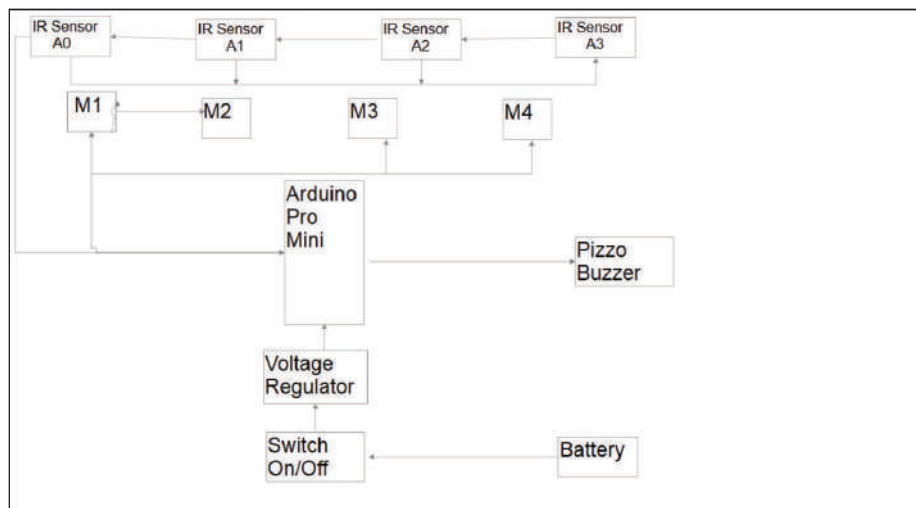 IR Sensor
A0
IR Sensor
A1
IR Sensor
A2
IR Sensor
A3
M1
M2
M3
M4
Arduino
Pro
Mini
Pizzo
Buzzer
Voltage
Regulator
Switch
On/Off
Battery